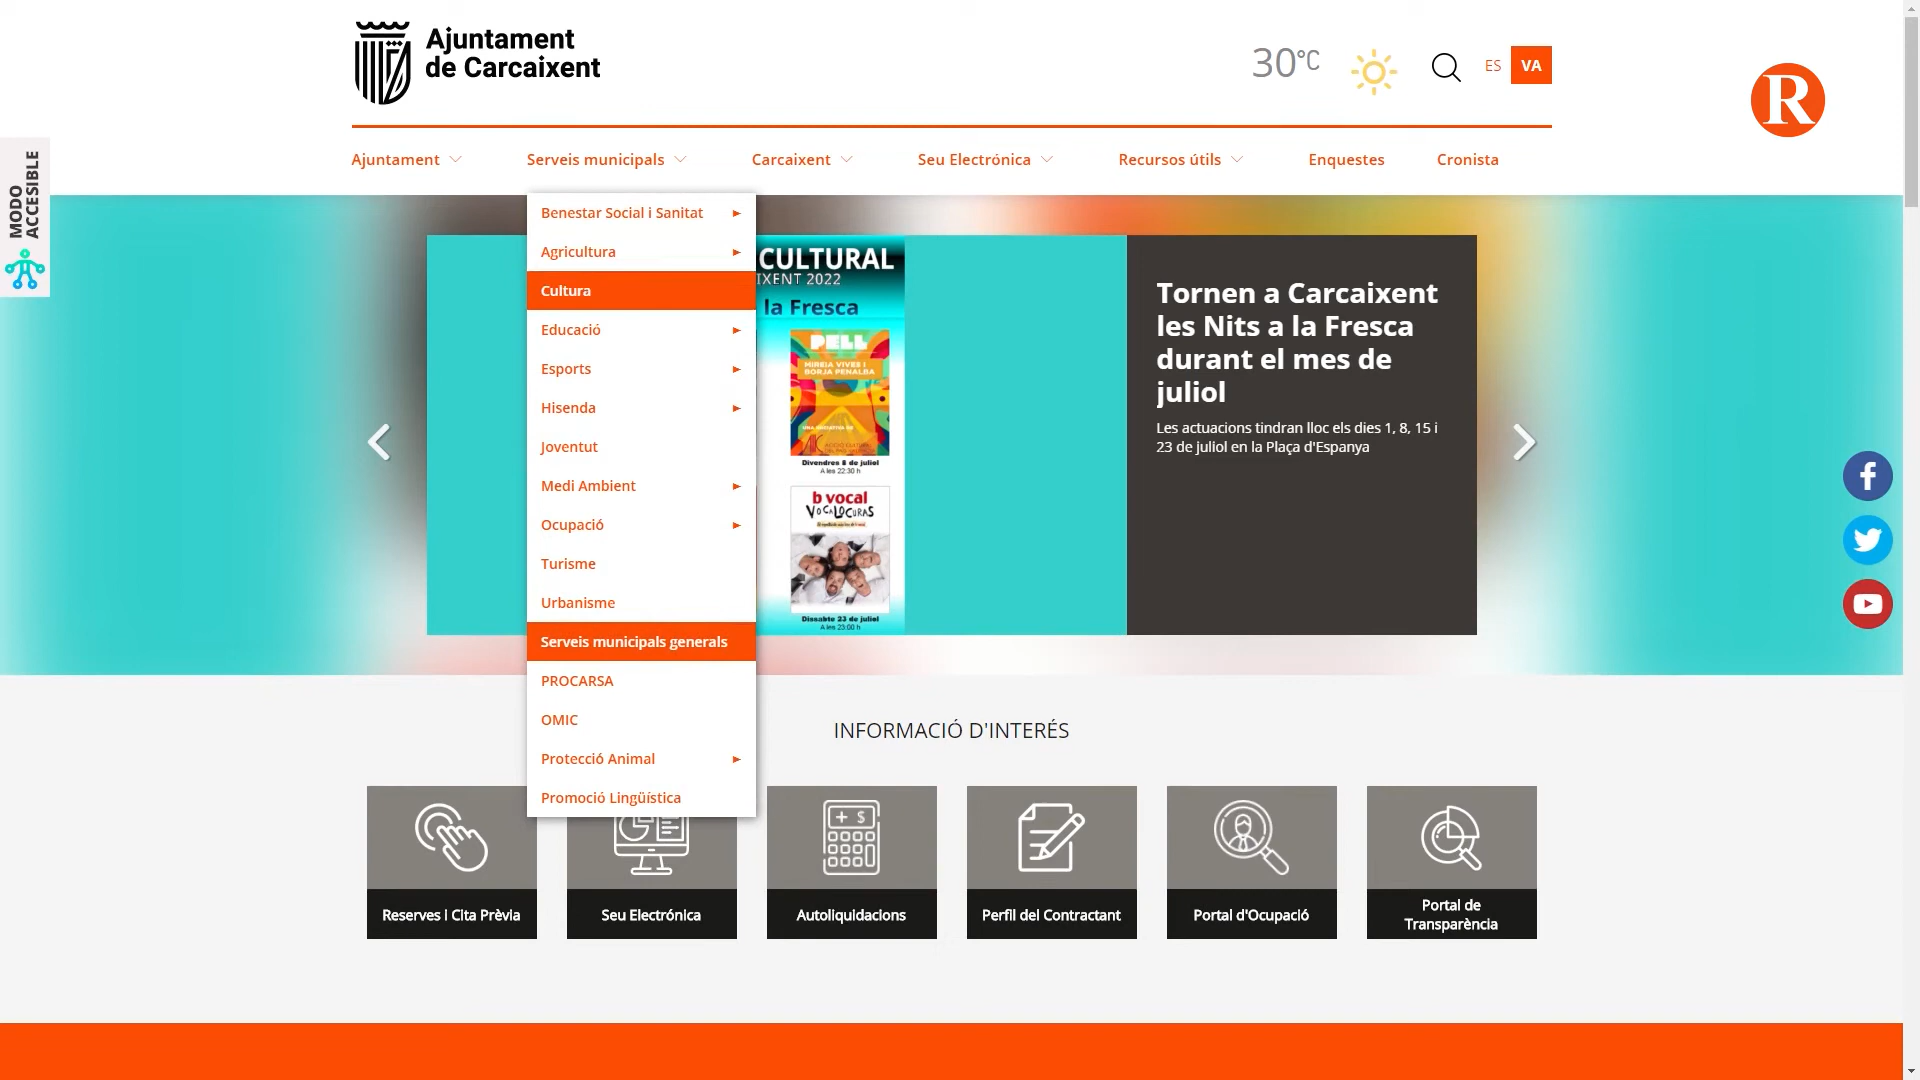 Ajuntament
de Carcaixent
30°C
ES
VA
R
MODO
ACCESIBLE
Ajuntament
Serveis municipals
Carcaixent
Seu Electrónica
Recursos útils
Enquestes
Cronista
Benestar Social i Sanitat
Agricultura
Cultura
Educació
Esports
Hisenda
Joventut
Medi Ambient
Ocupació
Turisme
Urbanisme
Serveis municipals generals
PROCARSA
OMIC
Protecció Animal
Promoció Lingüística
CULTURAL
IXENT 2022
la Fresca
PELL
MIREIA VIVES I
BORJA PENALBA
Divendres 8 de juliol
A les 22:30 h
b vocal
VOCALOCURAS
Dissabte 23 de juliol
A les 23:00 h
Tornen a Carcaixent
les Nits a la Fresca
durant el mes de
juliol
Les actuacions tindran lloc els dies 1, 8, 15 i
23 de juliol en la Plaça d'Espanya
INFORMACIÓ D'INTERÉS
Reserves i Cita Prèvia
Seu Electrónica
Autoliquidacions
Perfil del Contractant
Portal d'Ocupació
Portal de
Transparència